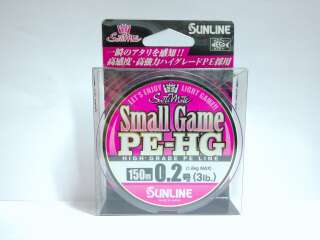 SaltiMate
SUNLINE
一瞬のアタリを感知!!
高感度・高強力ハイグレードPE採用
LET'S ENJOY LIGHT GAME!!
SaltiMate
Small Game
PE-HG
HIGH GRADE PE LINE
150m 0.2号(3lb.)
SUNLINE